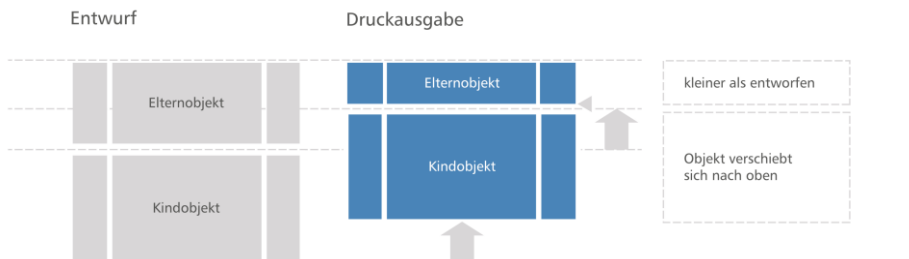 Entwurf
Druckausgabe
Elternobjekt
Elternobjekt
kleiner als entworfen
Kindobjekt
Kindobjekt
Objekt verschiebt
sich nach oben